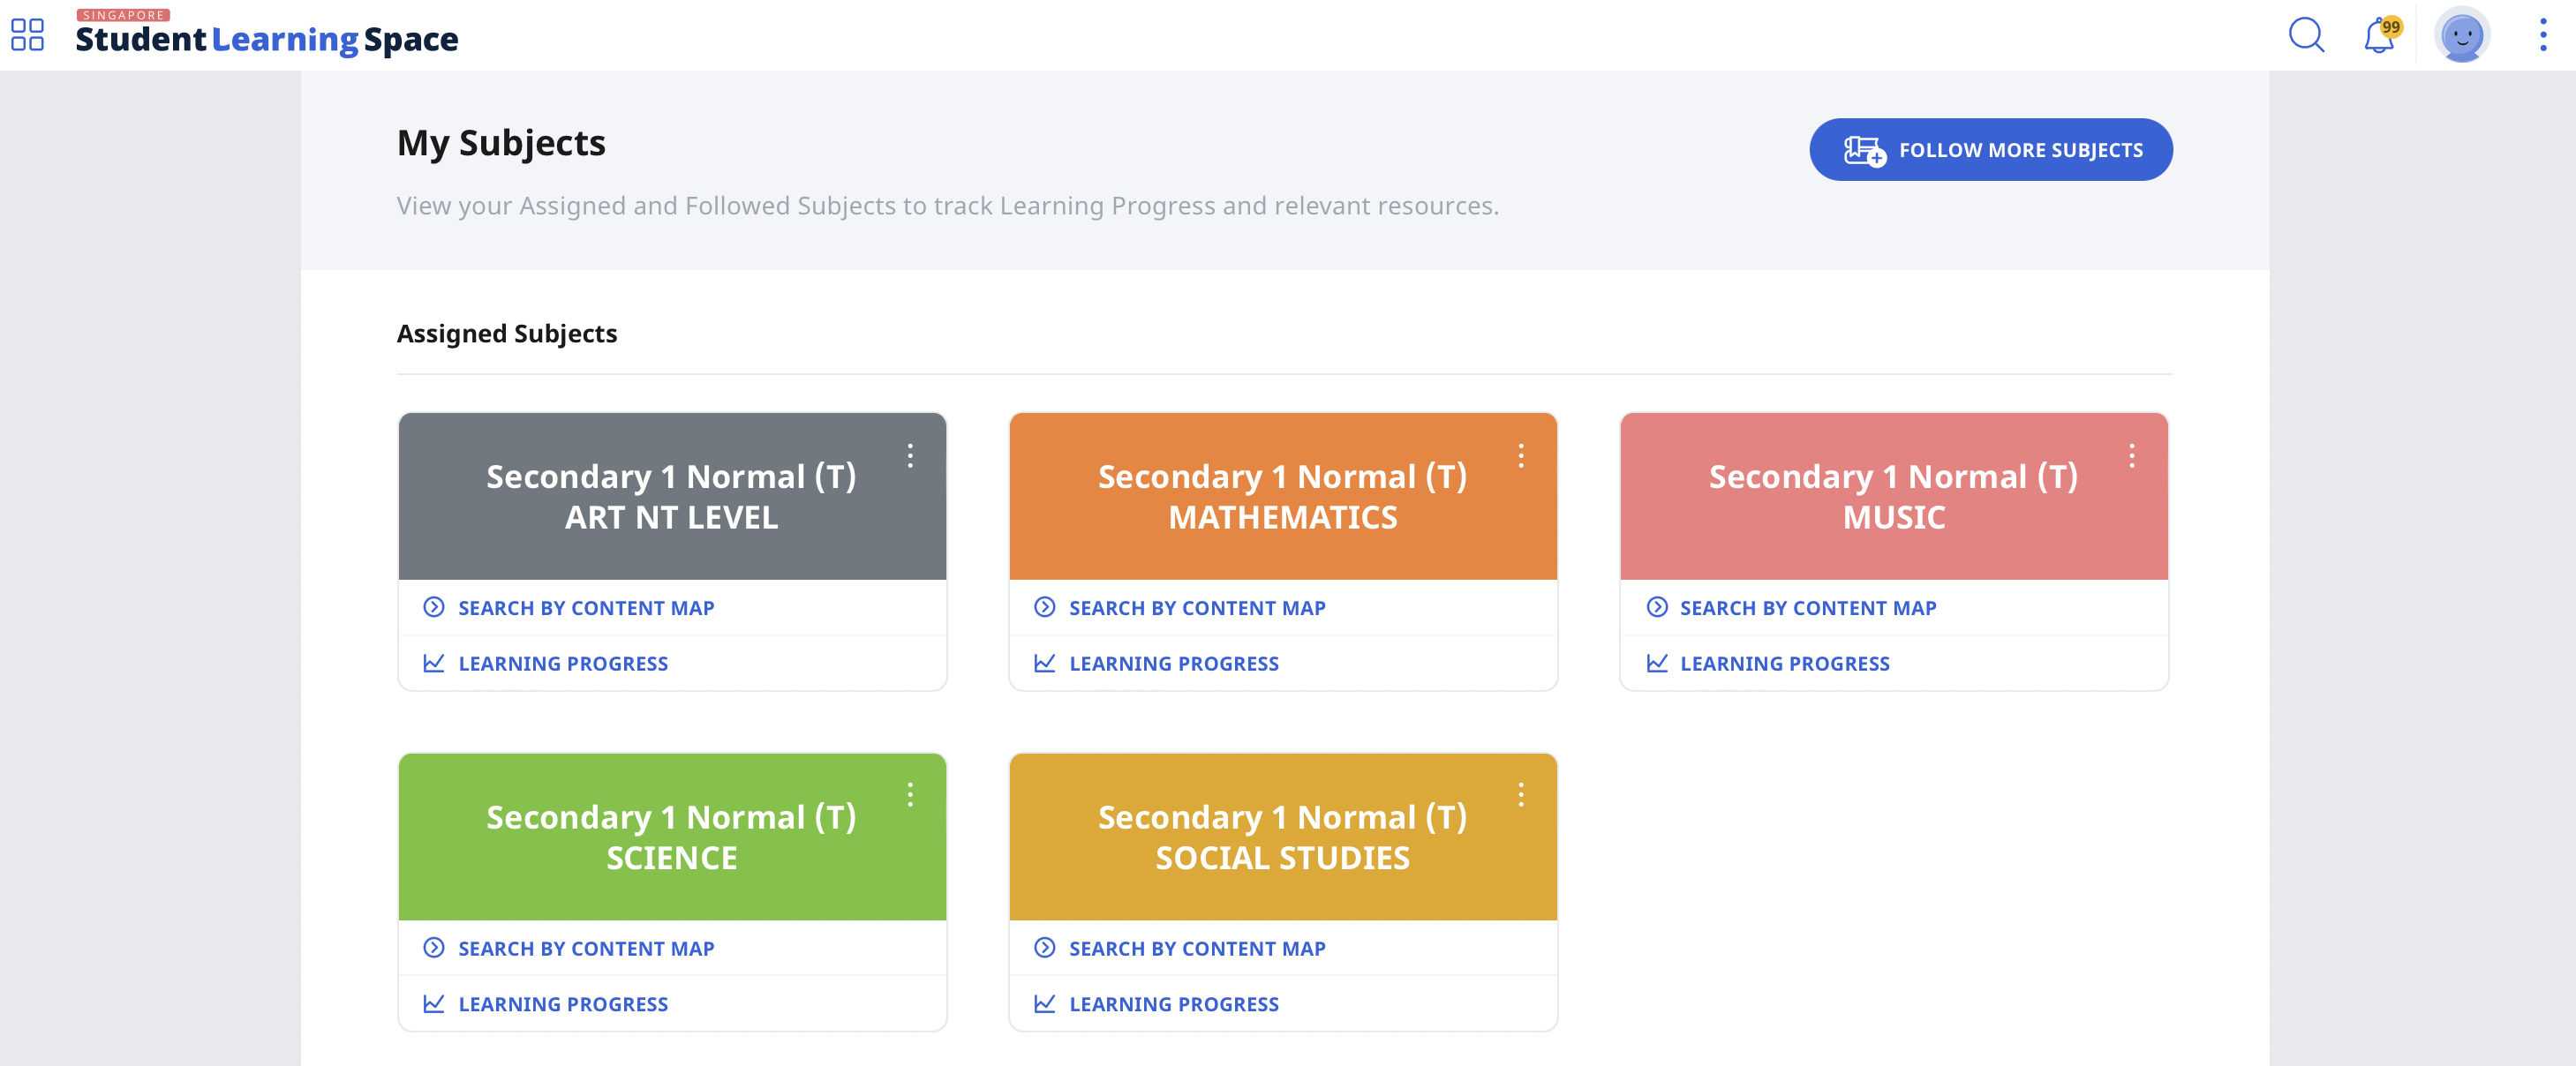 SINGAPORE
Student Learning Space
99
My Subjects
FOLLOW MORE SUBJECTS
View your Assigned and Followed Subjects to track Learning Progress and relevant resources.
Assigned Subjects
Secondary 1 Normal (T)
ART NT LEVEL
SEARCH BY CONTENT MAP
LEARNING PROGRESS
Secondary 1 Normal (T)
MATHEMATICS
SEARCH BY CONTENT MAP
LEARNING PROGRESS
Secondary 1 Normal (T)
MUSIC
SEARCH BY CONTENT MAP
LEARNING PROGRESS
Secondary 1 Normal (T)
SCIENCE
SEARCH BY CONTENT MAP
LEARNING PROGRESS
Secondary 1 Normal (T)
SOCIAL STUDIES
SEARCH BY CONTENT MAP
LEARNING PROGRESS